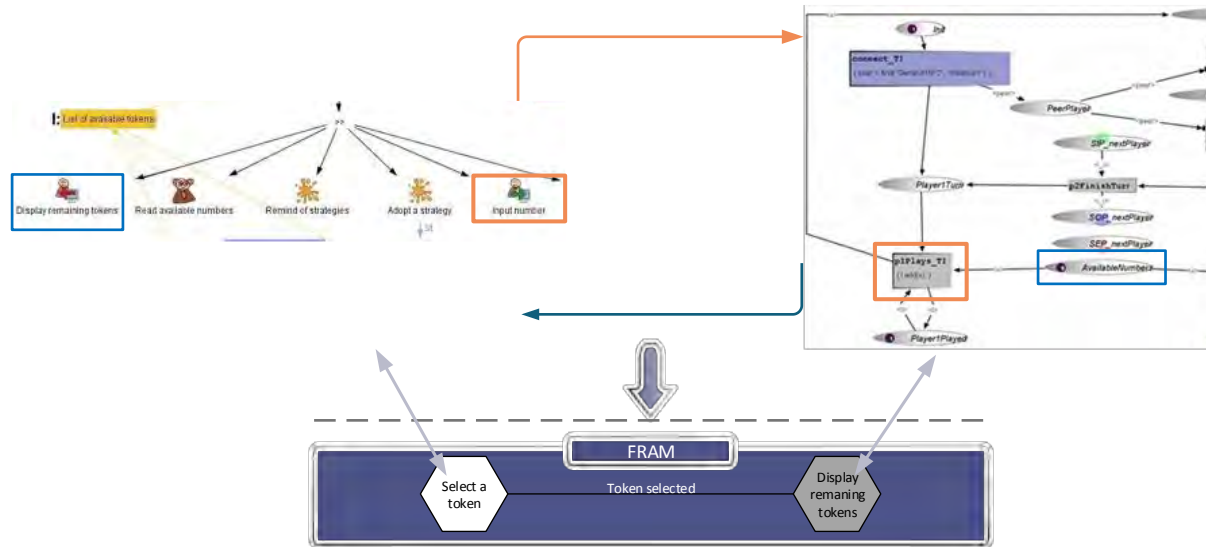 I: List of available tokens
>>
Display remaining tokens
Read available numbers
Remind of strategies
Adopt a strategy
Input number
Init
connect_T1
PeerPlayer
SIP_nextPlayer
Player1Turn
p2FinishTurr
SOP_nextPlayer
SEP_nextPlayer
p1Plays_T1
AvailableNumbers
Player1Played
FRAM
Select a
token
Token selected
Display
remaning
tokens